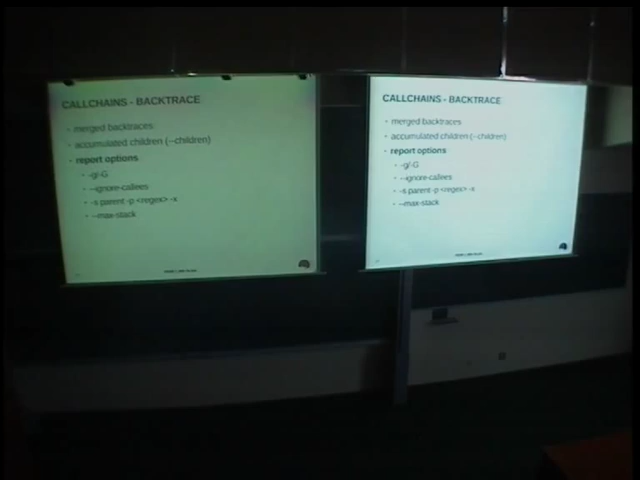 CALLCHAINS - BACKTRACE
merged backtraces
accumulated children (--children)
report options
-g/-G
--ignore-callees
-s parent -p <regex> -x
--max-stack
CALLCHAINS - BACKTRACE
merged backtraces
accumulated children (--children)
report options
-g/-G
--ignore-callees
-s parent -p <regex> -x
--max-stack